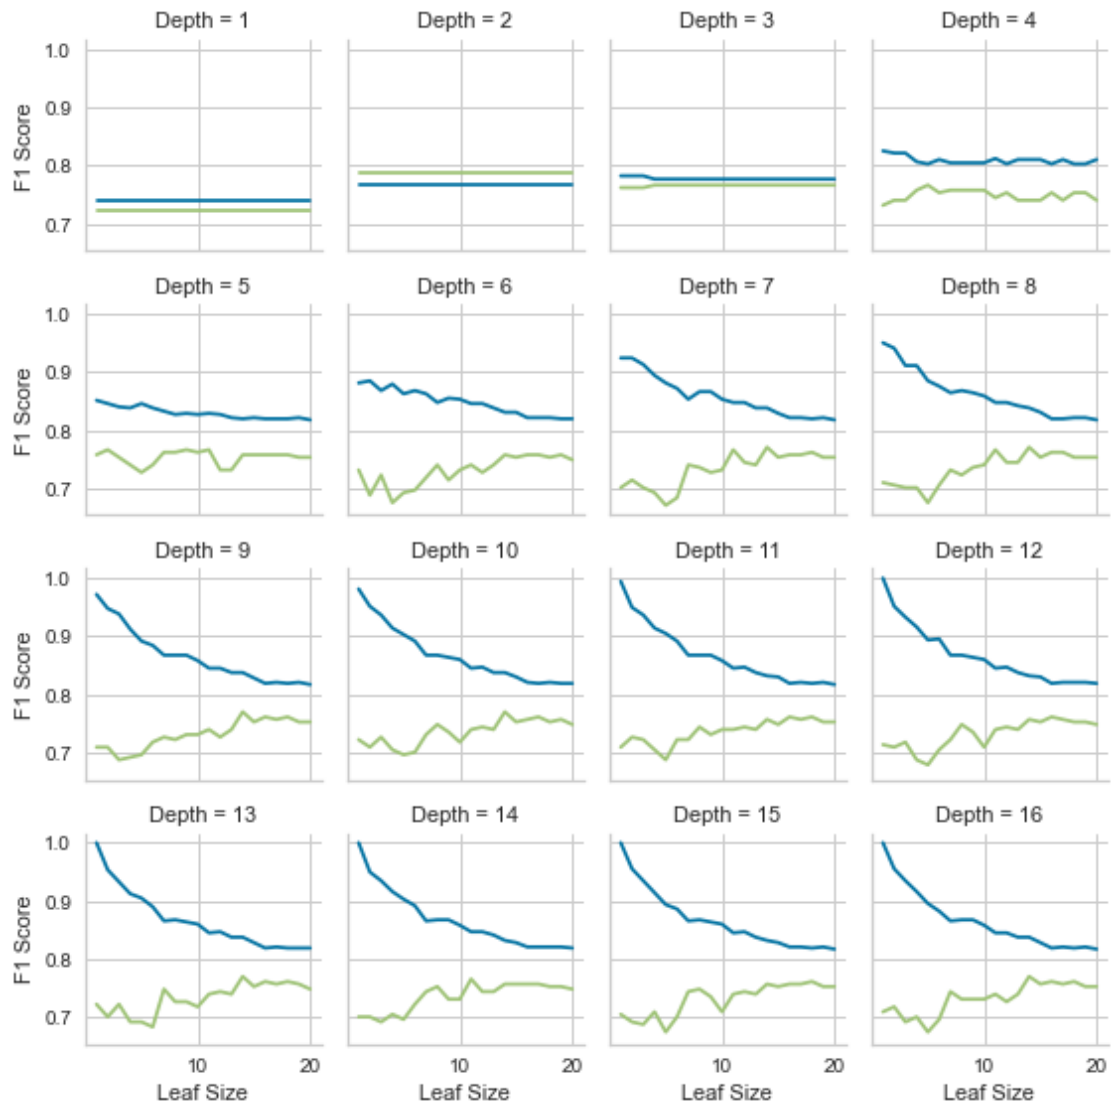 Depth = 1 Depth = 2 Depth = 3 Depth = 4
1.0
0.9
0.8
0.7
F1 Score
Depth = 5 Depth = 6 Depth = 7 Depth = 8
1.0
0.9
0.8
0.7
F1 Score
Depth = 9 Depth = 10 Depth = 11 Depth = 12
1.0
0.9
0.8
0.7
F1 Score
Depth = 13 Depth = 14 Depth = 15 Depth = 16
1.0
0.9
0.8
0.7
F1 Score
10 20 10 20 10 20 10 20
Leaf Size Leaf Size Leaf Size Leaf Size